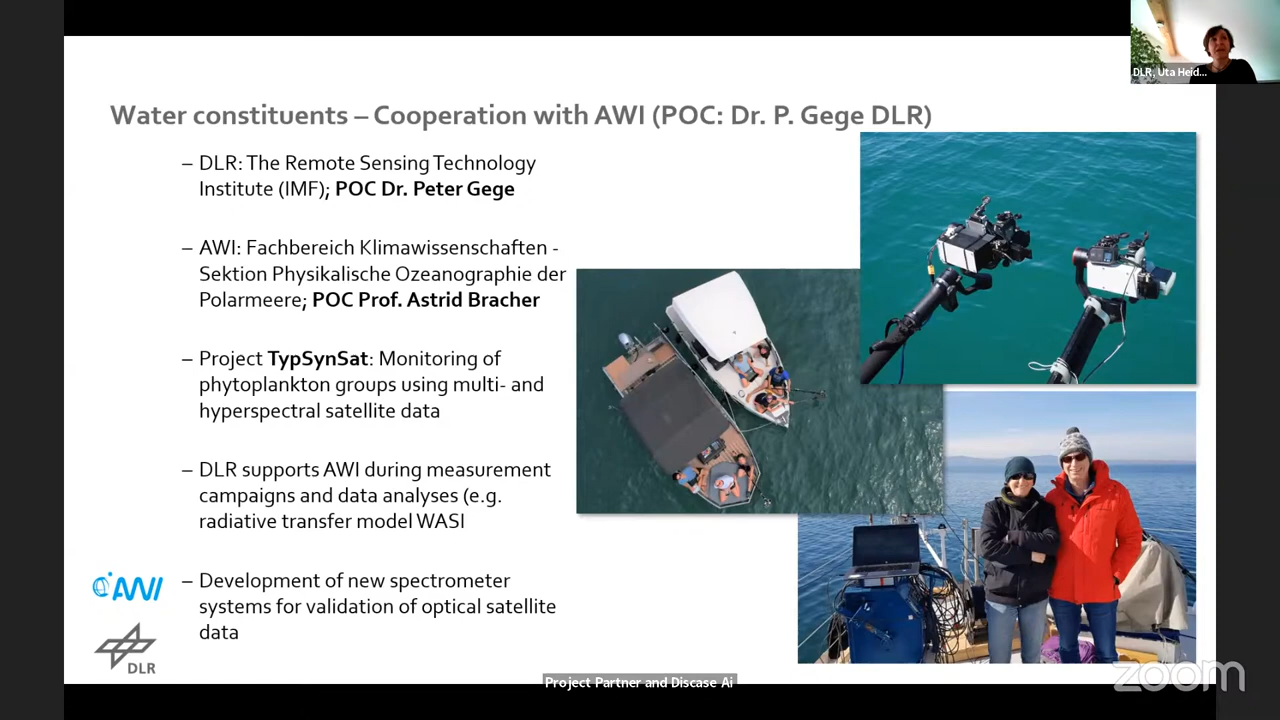 DLR, Uta Heid...
Water constituents – Cooperation with AWI (POC: Dr. P. Gege DLR)
– DLR: The Remote Sensing Technology
Institute (IMF); POC Dr. Peter Gege
– AWI: Fachbereich Klimawissenschaften -
Sektion Physikalische Ozeanographie der
Polarmeere; POC Prof. Astrid Bracher
– Project TypSynSat: Monitoring of
phytoplankton groups using multi- and
hyperspectral satellite data
– DLR supports AWI during measurement
campaigns and data analyses (e.g.
radiative transfer model WASI
– Development of new spectrometer
systems for validation of optical satellite
data
AWI
DLR
Project Partner and Discase Ai
zoom